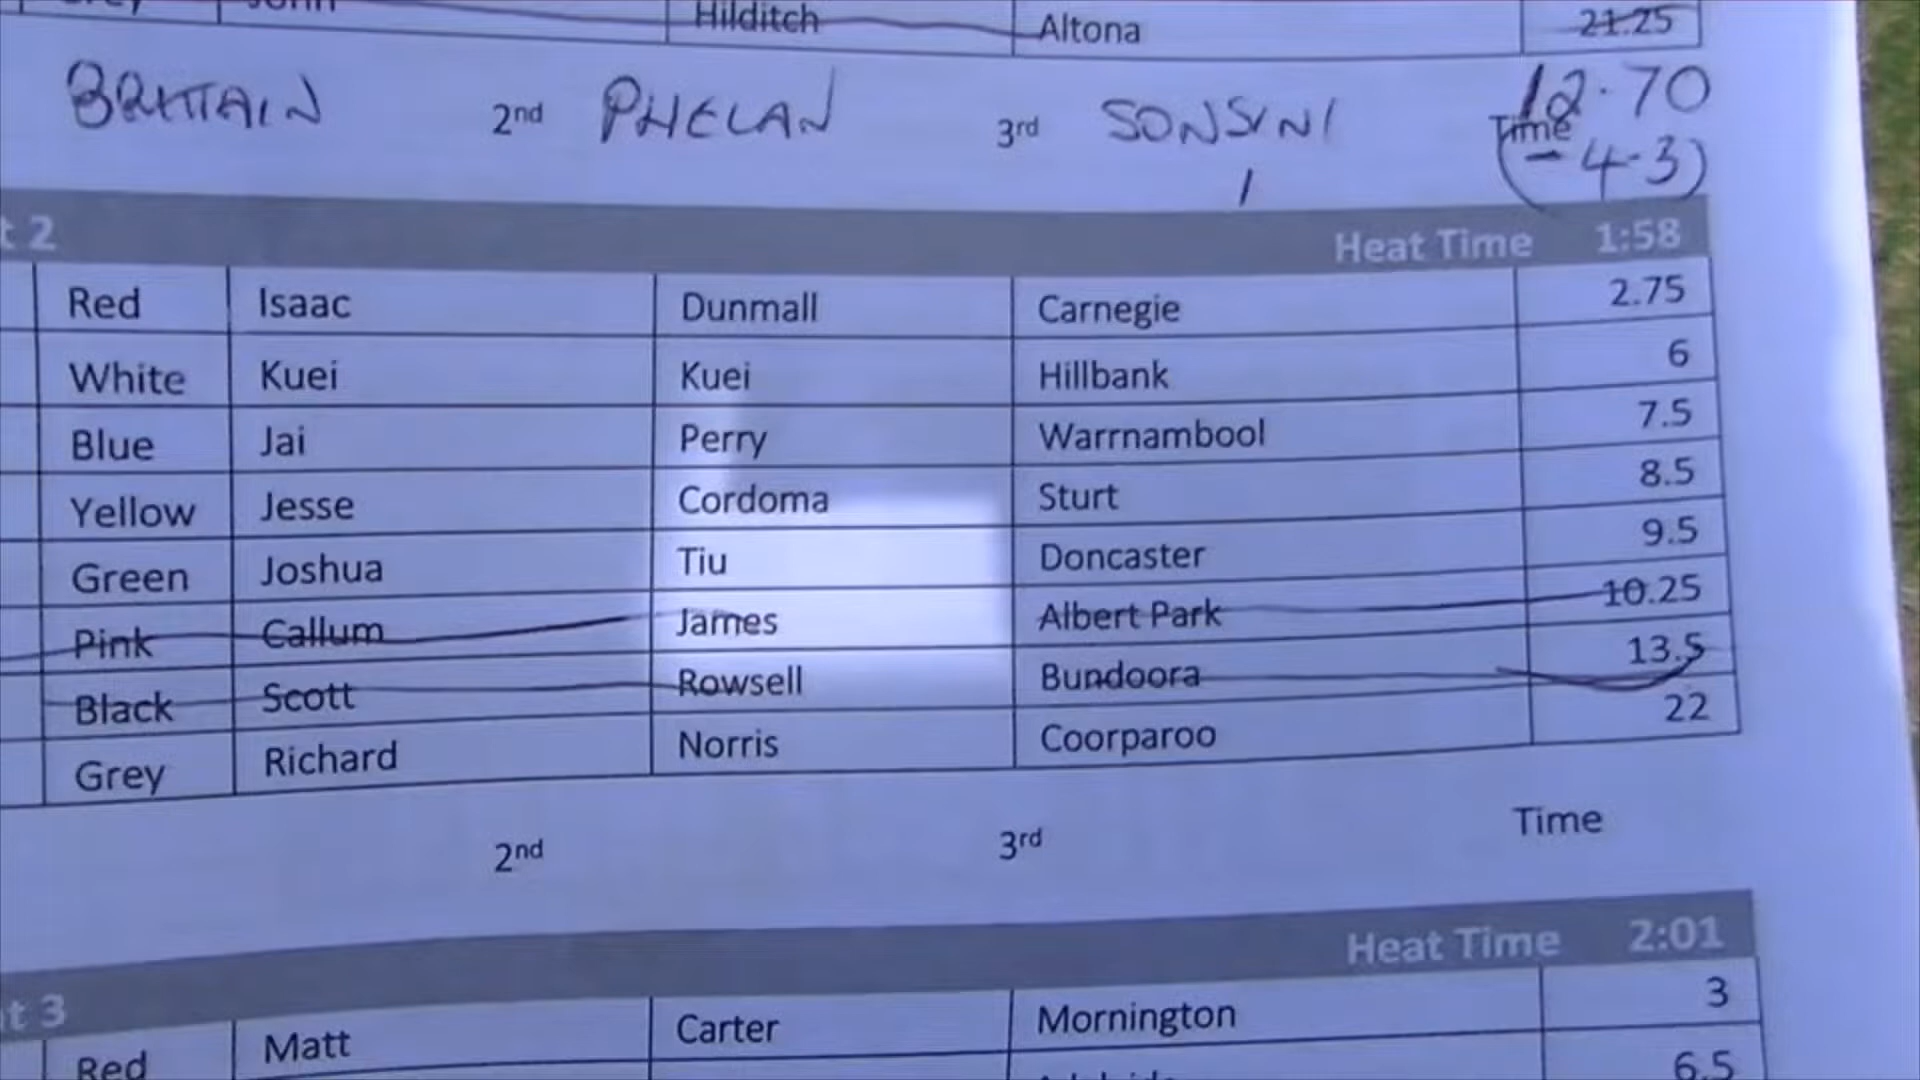 John Hilditch Altona 21.25
BRITTAIN 2nd PHELAN 3rd SONSINI Time 12.70
(-4.3)
t 2 Heat Time 1:58
Red Isaac Dunmall Carnegie 2.75
White Kuei Kuei Hillbank 6
Blue Jai Perry Warrnambool 7.5
Yellow Jesse Cordoma Sturt 8.5
Green Joshua Tiu Doncaster 9.5
Pink Callum James Albert Park 10.25
Black Scott Rowsell Bundoora 13.5
Grey Richard Norris Coorparoo 22
2nd 3rd Time
t 3 Heat Time 2:01
Red Matt Carter Mornington 3
6.5